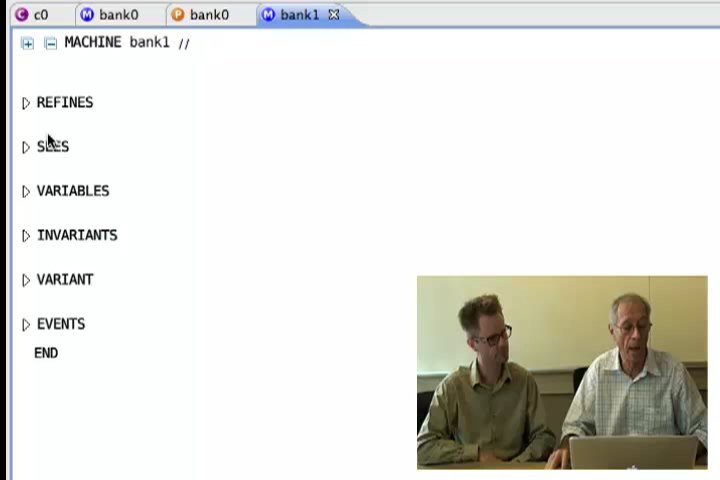 c0 bank0 bank0 bank1
MACHINE bank1 //
REFINES
SEES
VARIABLES
INVARIANTS
VARIANT
EVENTS
END